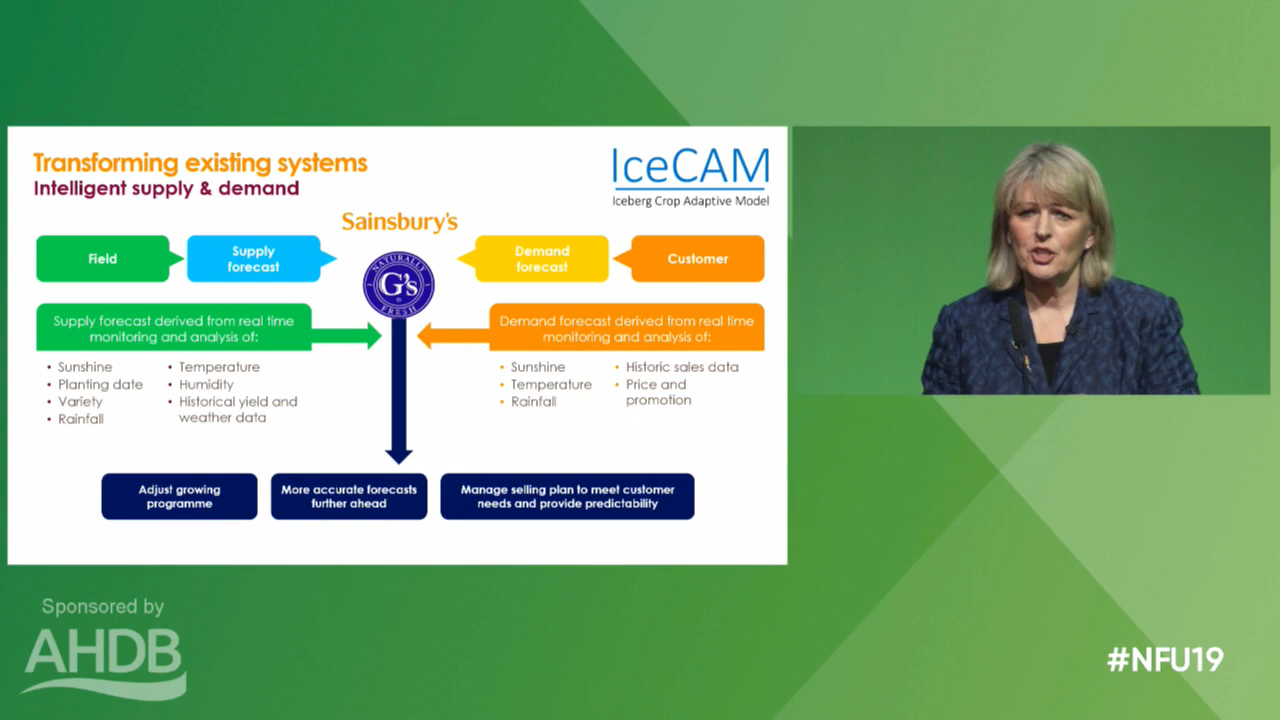 Transforming existing systems
Intelligent supply & demand
IceCAM
Iceberg Crop Adaptive Model
Sainsbury's
Field
Supply
forecast
Demand
forecast
Customer
NATURALLY
G's
FRESH
Supply forecast derived from real time
monitoring and analysis of:
Demand forecast derived from real time
monitoring and analysis of:
• Sunshine
• Planting date
• Variety
• Rainfall
• Temperature
• Humidity
• Historical yield and
weather data
• Sunshine
• Temperature
• Rainfall
• Historic sales data
• Price and
promotion
Adjust growing
programme
More accurate forecasts
further ahead
Manage selling plan to meet customer
needs and provide predictability
Sponsored by
AHDB
#NFU19